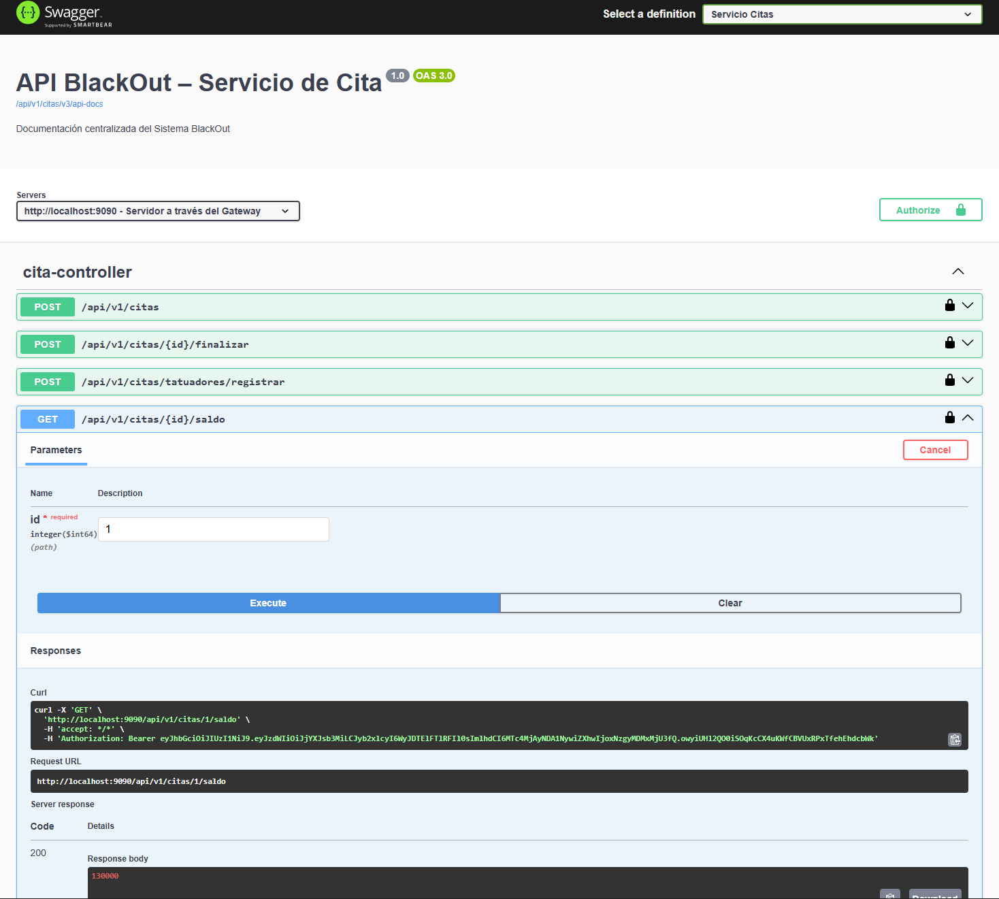 Swagger.
Supported by SMARTBEAR
Select a definition
Servicio Citas
API BlackOut – Servicio de Cita 1.0 OAS 3.0
/api/v1/citas/v3/api-docs
Documentación centralizada del Sistema BlackOut
Servers
http://localhost:9090 - Servidor a través del Gateway
Authorize
cita-controller
POST /api/v1/citas
POST /api/v1/citas/{id}/finalizar
POST /api/v1/citas/tatuadores/registrar
GET /api/v1/citas/{id}/saldo
Parameters
Cancel
Name Description
id * required
integer($int64)
(path)
1
Execute
Clear
Responses
Curl
curl -X 'GET' \
'http://localhost:9090/api/v1/citas/1/saldo' \
-H 'accept: */*' \
-H 'Authorization: Bearer
Request URL
http://localhost:9090/api/v1/citas/1/saldo
Server response
Code Details
200
Response body
130000
Download